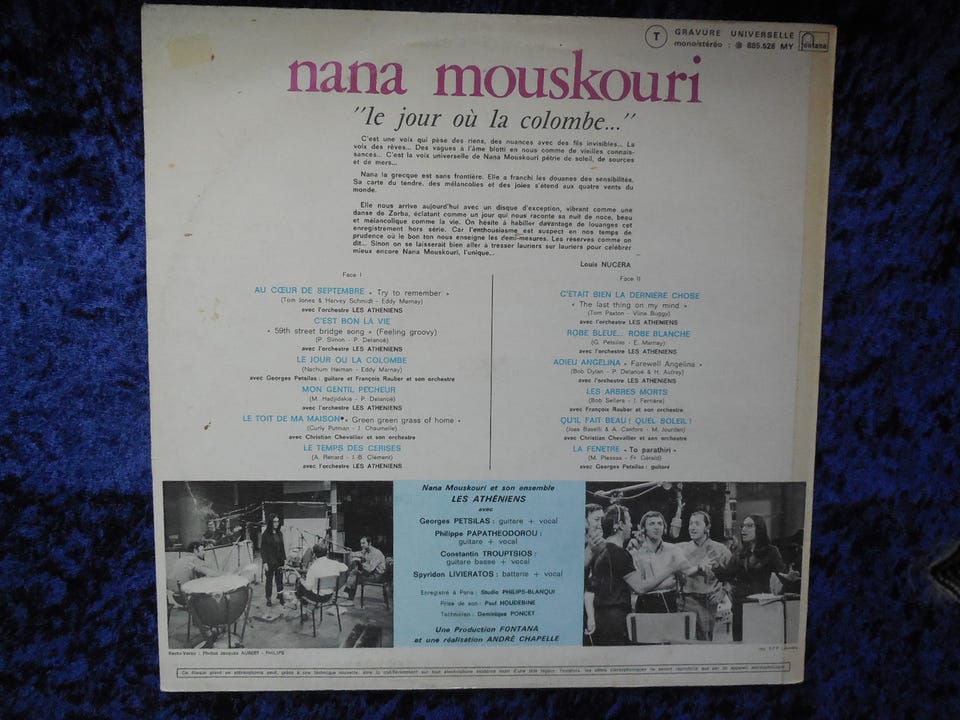 T GRAVURE UNIVERSELLE
mono/stéréo : 885.528 MY fontana
nana mouskouri
"le jour où la colombe..."
C'est une voix qui pèse des riens, des nuances avec des fils invisibles... La
voix des rêves... Des vagues à l'âme blotti en nous comme de vieilles connais-
sances... C'est la voix universelle de Nana Mouskouri pétrie de soleil, de sources
et de mers...
Nana la grecque est sans frontière. Elle a franchi les douanes des sensibilités.
Sa carte du tendre, des mélancolies et des joies s'étend aux quatre vents du
monde.
Elle nous arrive aujourd'hui avec un disque d'exception, vibrant comme une
danse de Zorba, éclatant comme un jour qui nous raconte sa nuit de noce, beau
et mélancolique comme la vie. On hésite à habiller davantage de louanges cet
enregistrement hors série. Car l'enthousiasme est suspect en nos temps de
prudence où le bon ton nous enseigne les demi-mesures. Les réserves comme on
dit... Sinon on se laisserait bien aller à tresser lauriers sur lauriers pour célébrer
mieux encore Nana Mouskouri, l'unique...
Louis NUCERA
Face I
AU CŒUR DE SEPTEMBRE « Try to remember »
(Tom Jones & Harvey Schmidt - Eddy Marnay)
avec l'orchestre LES ATHENIENS
C'EST BON LA VIE
« 59th street bridge song » (Feeling groovy)
(P. Simon - P. Delanoë)
avec l'orchestre LES ATHENIENS
LE JOUR OU LA COLOMBE
(Nachum Heiman - Eddy Marnay)
avec Georges Petsilas : guitare et François Rauber et son orchestre
MON GENTIL PECHEUR
(M. Hadjidakis - P. Delanoë)
avec l'orchestre LES ATHENIENS
LE TOIT DE MA MAISON « Green green grass of home »
(Curly Putman - J. Chaumelle)
avec Christian Chevallier et son orchestre
LE TEMPS DES CERISES
(A. Renard - J.-B. Clément)
avec l'orchestre LES ATHENIENS
Face II
C'ETAIT BIEN LA DERNIERE CHOSE
« The last thing on my mind »
(Tom Paxton - Vline Buggy)
avec l'orchestre LES ATHENIENS
ROBE BLEUE... ROBE BLANCHE
(G. Petsilas - E. Marnay)
avec l'orchestre LES ATHENIENS
ADIEU ANGELINA « Farewell Angelina »
(Bob Dylan - P. Delanoë & H. Aufray)
avec l'orchestre LES ATHENIENS
LES ARBRES MORTS
(Bob Sellers - J. Ferrière)
avec François Rauber et son orchestre
QU'IL FAIT BEAU ! QUEL SOLEIL !
(Joss Baselli & A. Canfora - M. Jourdan)
avec Christian Chevallier et son orchestre
LA FENETRE « To parathiri »
(M. Plessas - Fr. Gérald)
avec Georges Petsilas : guitare
Nana Mouskouri et son ensemble
LES ATHÉNIENS
avec
Georges PETSILAS : guitare + vocal
Philippe PAPATHEODOROU :
guitare + vocal
Constantin TROUPTSIOS :
guitare basse + vocal
Spyridon LIVIERATOS : batterie + vocal
Enregistré à Paris : Studio PHILIPS-BLANQUI
Prise de son : Paul HOUDEBINE
Technicien : Dominique PONCET
Une Production FONTANA
et une réalisation ANDRÉ CHAPELLE
Recto-Verso : Photos Jacques AUBERT - PHILIPS